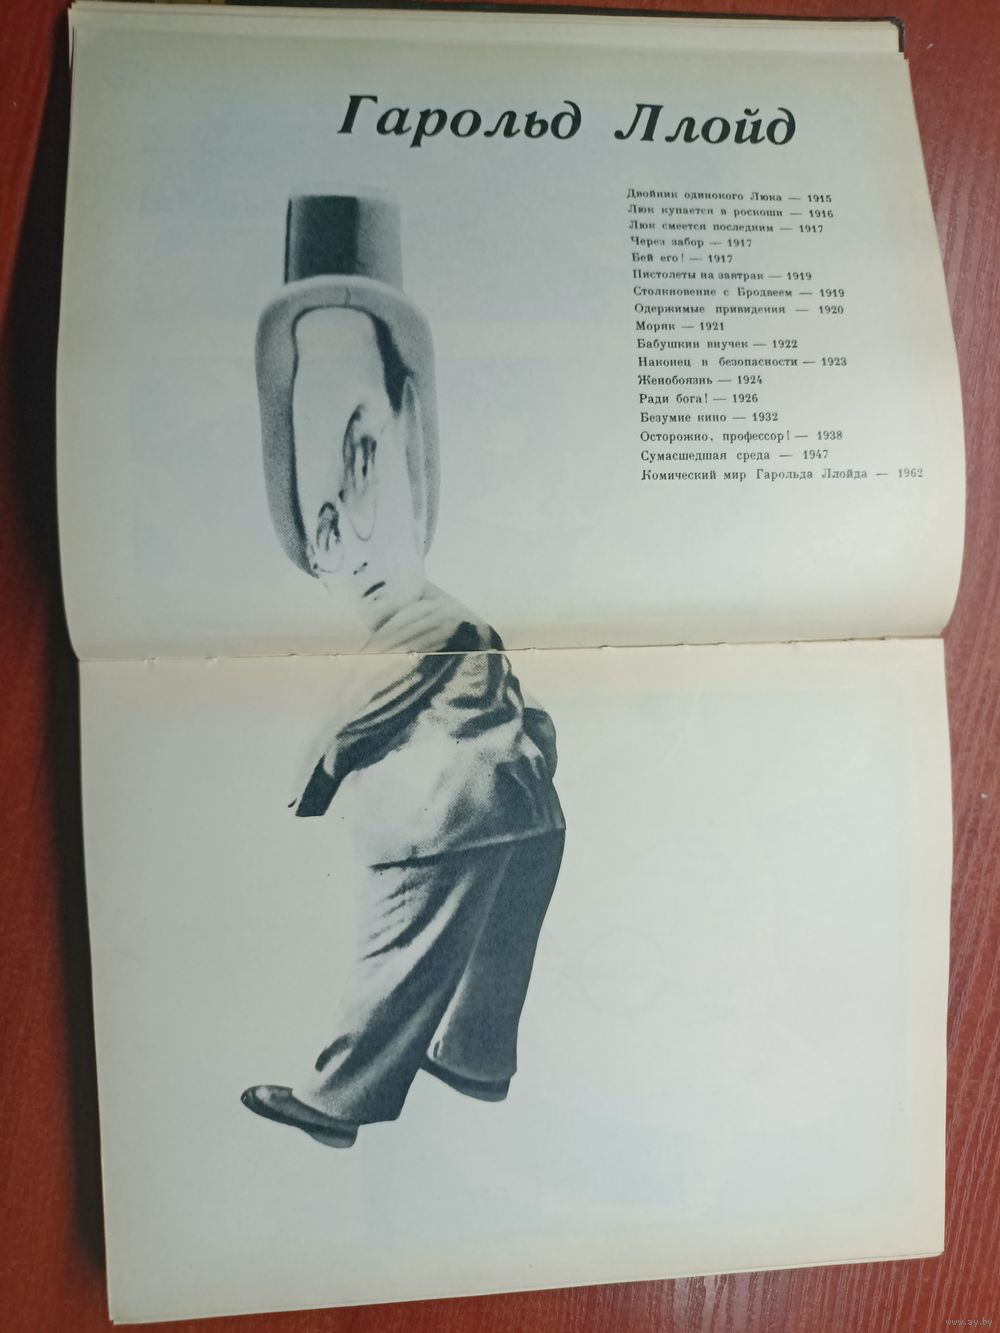 Гарольд Ллойд
Двойник одинокого Люка — 1915
Люк купается в роскоши — 1916
Люк смеется последним — 1917
Через забор — 1917
Бей его! — 1917
Пистолеты на завтрак — 1919
Столкновение с Бродвеем — 1919
Одержимые привидения — 1920
Моряк — 1921
Бабушкин внучек — 1922
Наконец в безопасности — 1923
Женобоязнь — 1924
Ради бога! — 1926
Безумие кино — 1932
Осторожно, профессор! — 1938
Сумасшедшая среда — 1947
Комический мир Гарольда Ллойда — 1962
www.ay.by